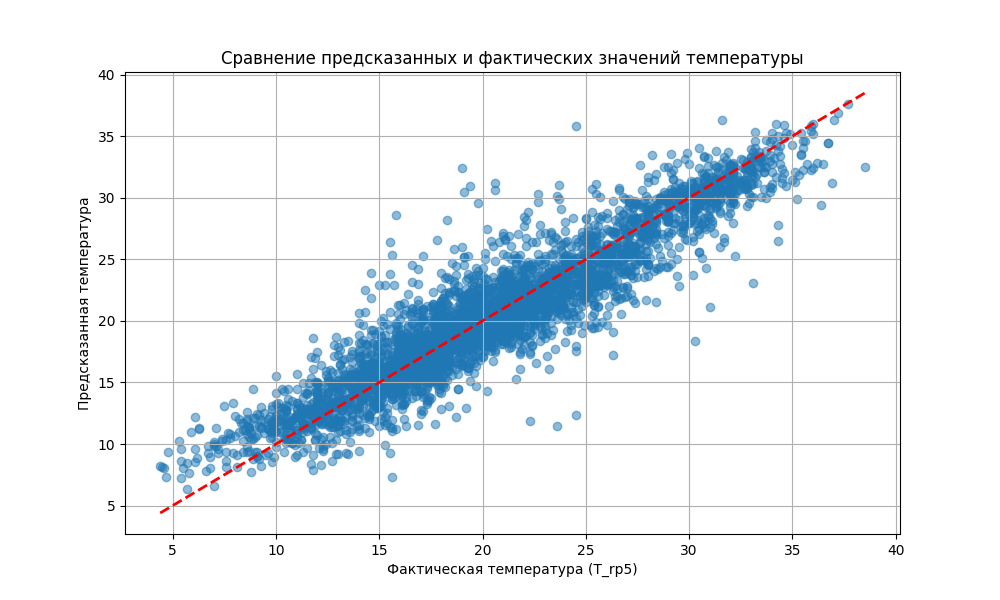 Сравнение предсказанных и фактических значений температуры
40
35
30
25
20
15
10
5
Предсказанная температура
5 10 15 20 25 30 35 40
Фактическая температура (T_rp5)